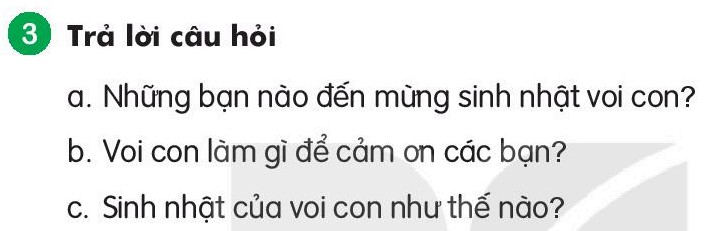 3 Trả lời câu hỏi
a. Những bạn nào đến mừng sinh nhật voi con?
b. Voi con làm gì để cảm ơn các bạn?
c. Sinh nhật của voi con như thế nào?